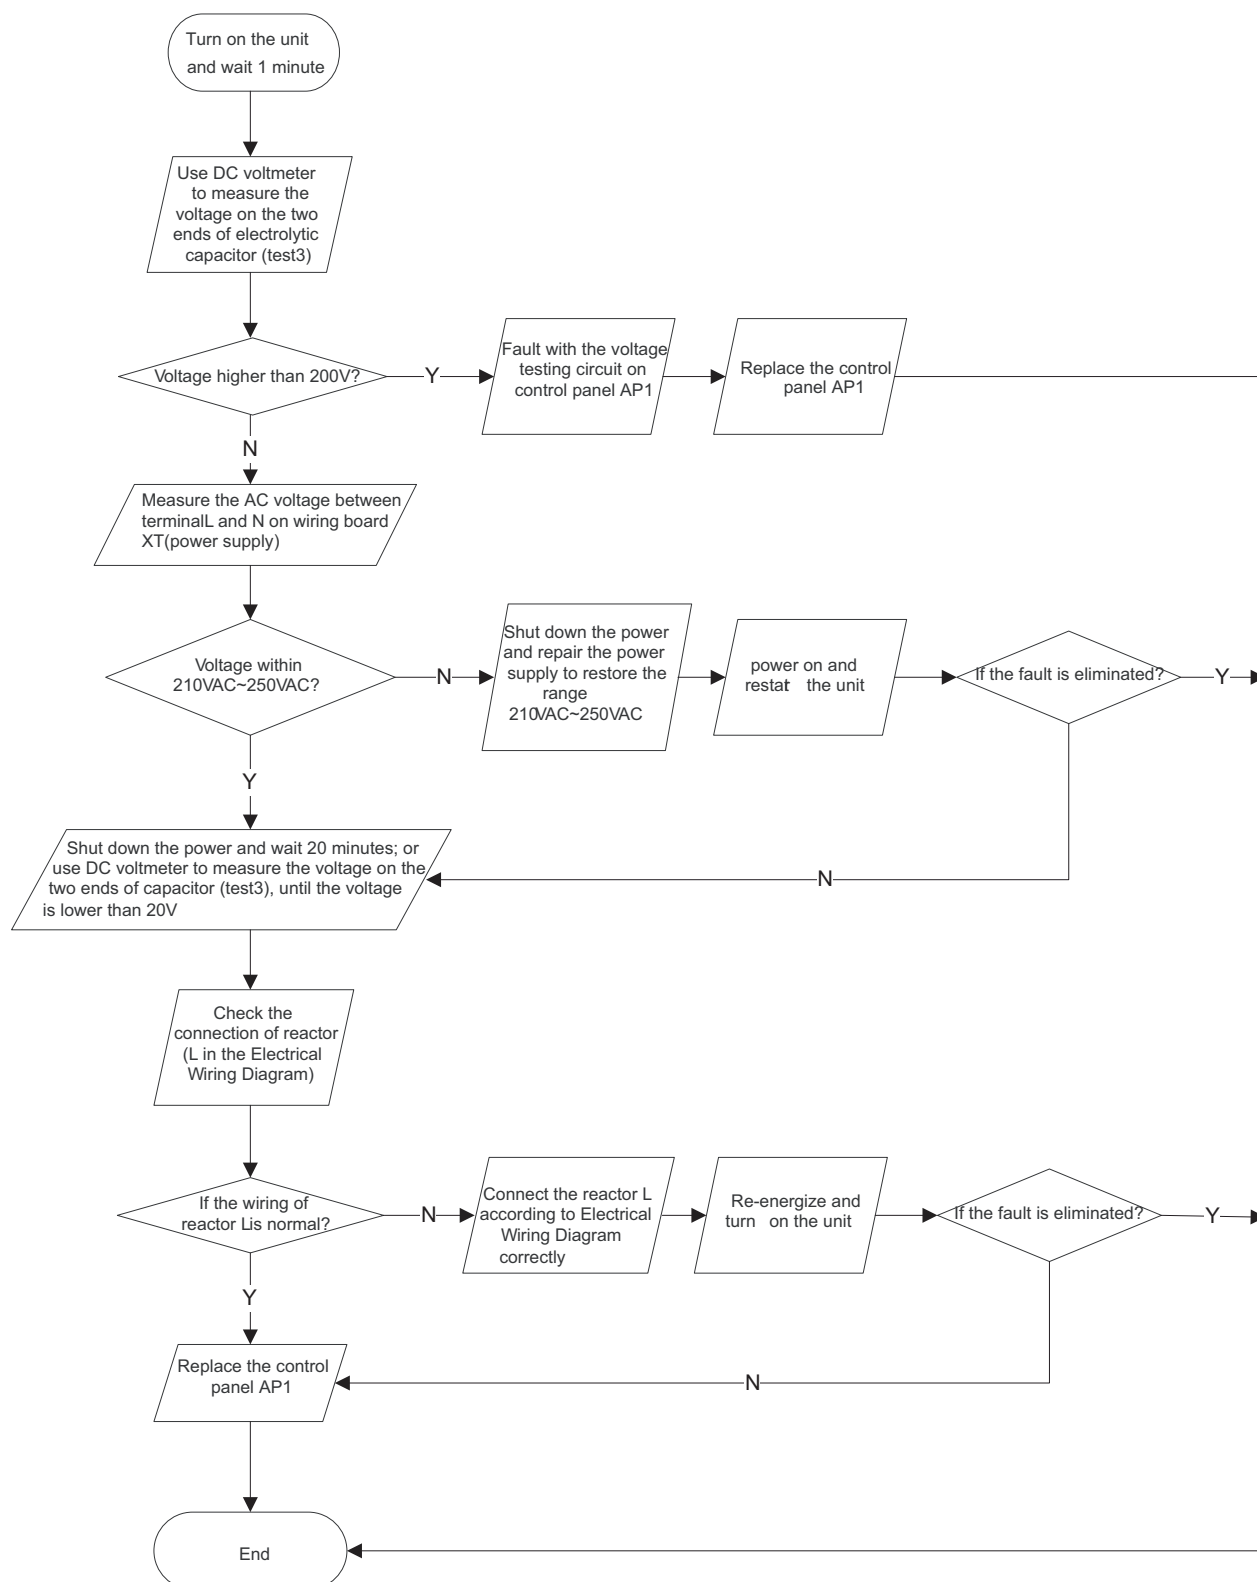 Turn on the unit
and wait 1 minute
Use DC voltmeter
to measure the
voltage on the two
ends of electrolytic
capacitor (test3)
Voltage higher than 200V?
Y
Fault with the voltage
testing circuit on
control panel AP1
Replace the control
panel AP1
N
Measure the AC voltage between
terminalL and N on wiring board
XT(power supply)
Voltage within
210VAC~250VAC?
N
Shut down the power
and repair the power
supply to restore the
range
210VAC~250VAC
power on and
restat the unit
If the fault is eliminated?
Y
Y
Shut down the power and wait 20 minutes; or
use DC voltmeter to measure the voltage on the
two ends of capacitor (test3), until the voltage
is lower than 20V
N
Check the
connection of reactor
(L in the Electrical
Wiring Diagram)
If the wiring of
reactor Lis normal?
N
Connect the reactor L
according to Electrical
Wiring Diagram
correctly
Re-energize and
turn on the unit
If the fault is eliminated?
Y
Y
Replace the control
panel AP1
N
End